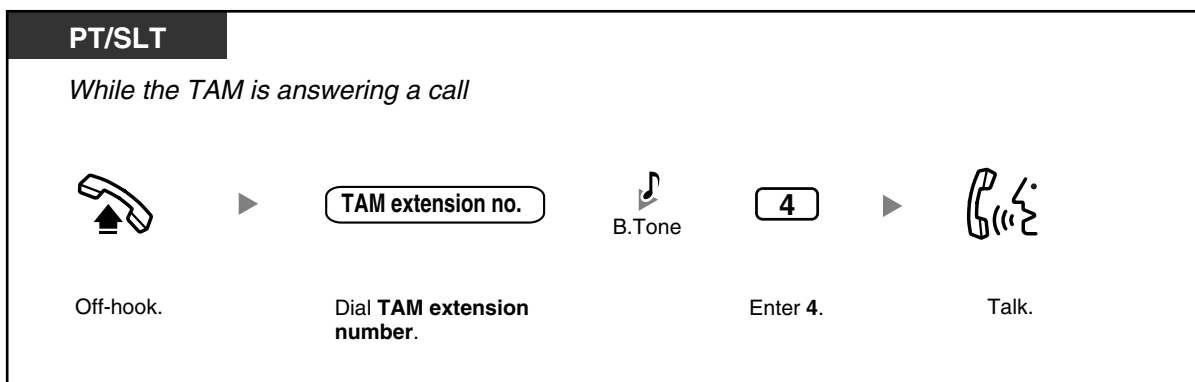 PT/SLT
While the TAM is answering a call
TAM extension no.
B.Tone
4
Off-hook.
Dial TAM extension
number.
Enter 4.
Talk.